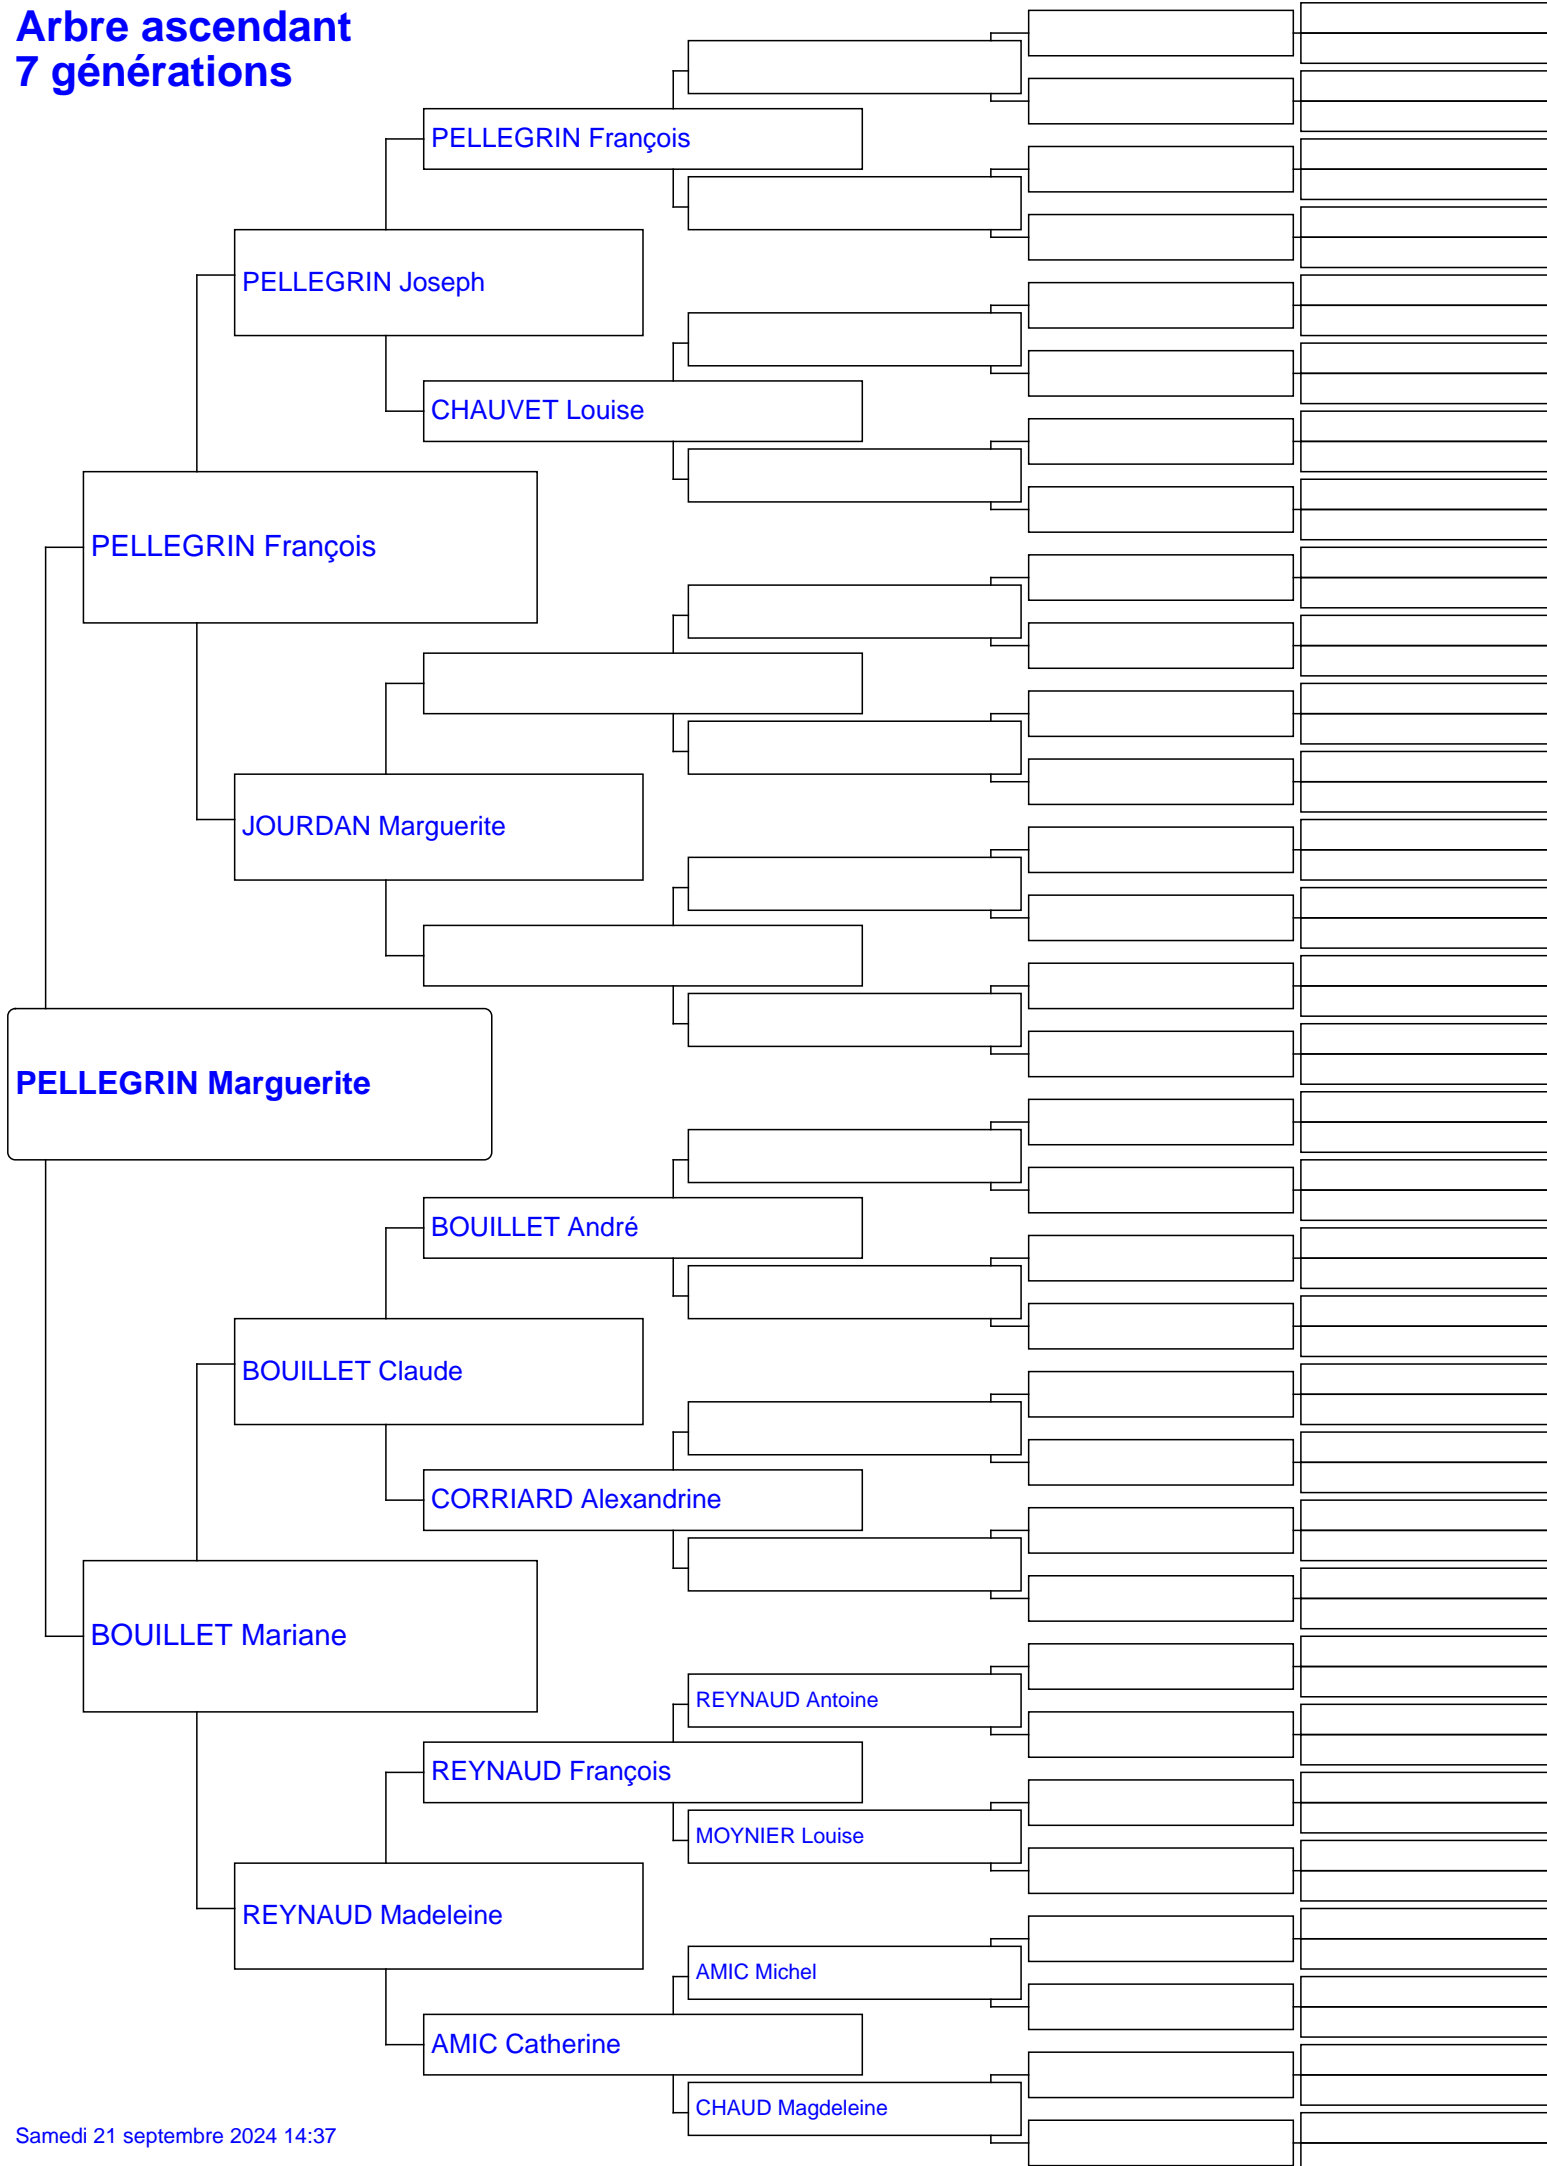 Arbre ascendant
7 générations
PELLEGRIN François
PELLEGRIN Joseph
CHAUVET Louise
PELLEGRIN François
JOURDAN Marguerite
PELLEGRIN Marguerite
BOUILLET André
BOUILLET Claude
CORRIARD Alexandrine
BOUILLET Mariane
REYNAUD Antoine
REYNAUD François
MOYNIER Louise
REYNAUD Madeleine
AMIC Michel
AMIC Catherine
CHAUD Magdeleine
Samedi 21 septembre 2024 14:37